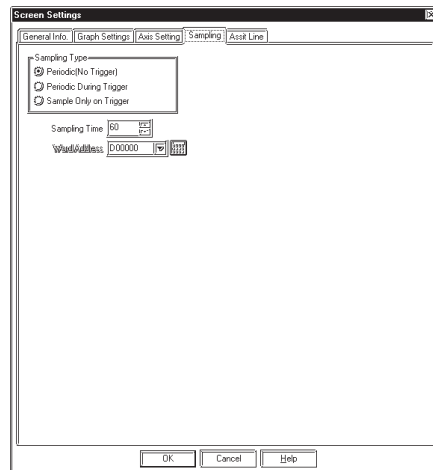 Screen Settings
General Info. Graph Settings Axis Setting Sampling Assit Line
Sampling Type
Periodic(No Trigger)
Periodic During Trigger
Sample Only on Trigger
Sampling Time 60
WordAddless D00000
OK Cancel Help